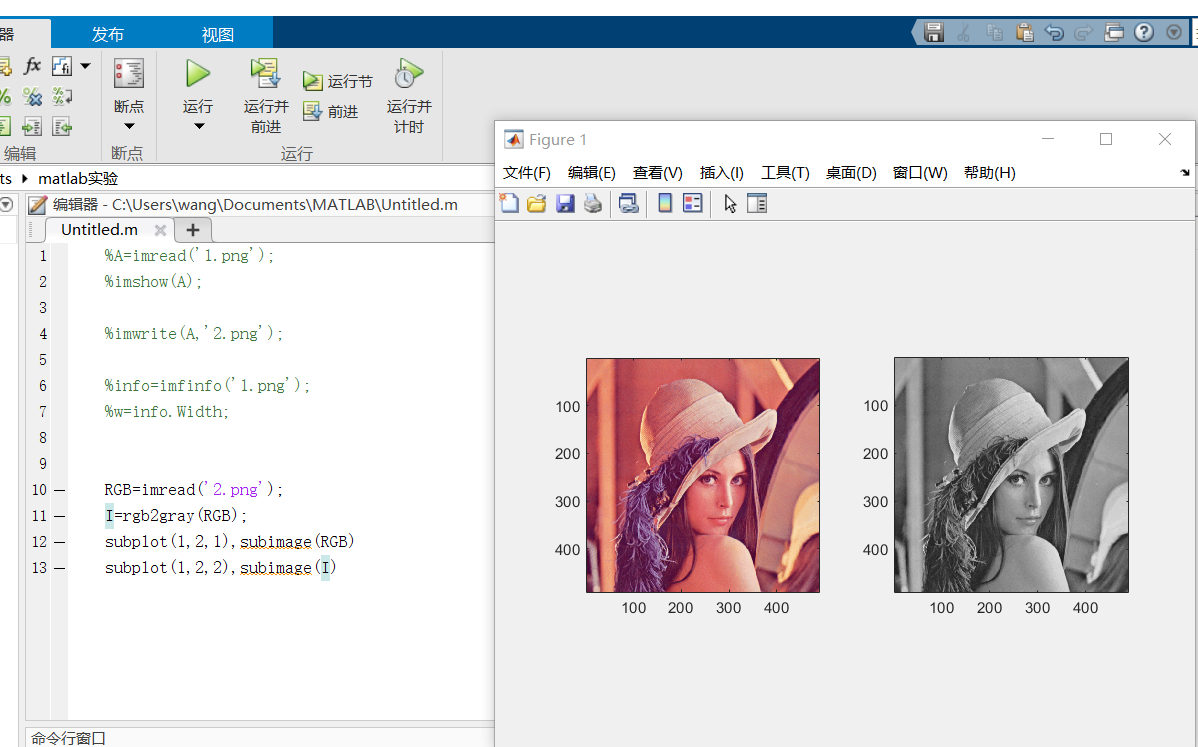 器 发布 视图
fx fi
断点 运行 运行并前进 运行节 前进 运行并计时
编辑 断点 运行
ts matlab实验
编辑器 - C:\Users\wang\Documents\MATLAB\Untitled.m
Untitled.m
1 %A=imread('1.png');
2 %imshow(A);
3
4 %imwrite(A,'2.png');
5
6 %info=imfinfo('1.png');
7 %w=info.Width;
8
9
10 RGB=imread('2.png');
11 I=rgb2gray(RGB);
12 subplot(1,2,1),subimage(RGB)
13 subplot(1,2,2),subimage(I)
命令行窗口
Figure 1
文件(F) 编辑(E) 查看(V) 插入(I) 工具(T) 桌面(D) 窗口(W) 帮助(H)
100
200
300
400
100 200 300 400
100
200
300
400
100 200 300 400